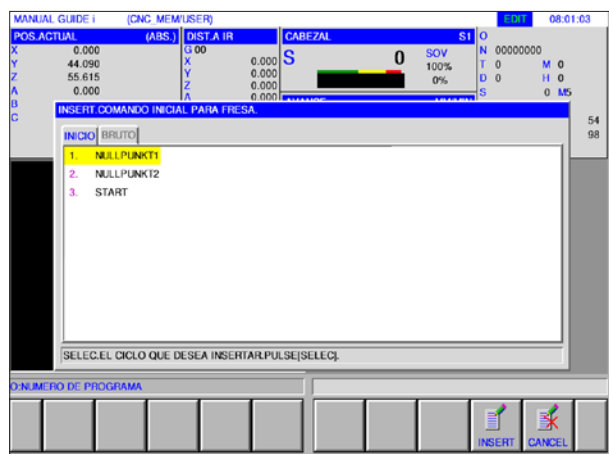 MANUAL GUIDE i (CNC_MEM/USER) EDIT 08:01:03
POS.ACTUAL (ABS.) DIST.A IR CABEZAL S1 O
X 0.000 G 00 N 00000000
Y 44.090 X 0.000 S 0 SOV T 0 M 0
Z 55.615 Y 0.000 100% D 0 H 0
A 0.000 Z 0.000 0% S 0 M5
B A 0.000
C 54
98
INSERT.COMANDO INICIAL PARA FRESA.
INICIO BRUTO
1. NULLPUNKT1
2. NULLPUNKT2
3. START
SELEC.EL CICLO QUE DESEA INSERTAR.PULSE[SELEC].
O:NUMERO DE PROGRAMA
INSERT CANCEL